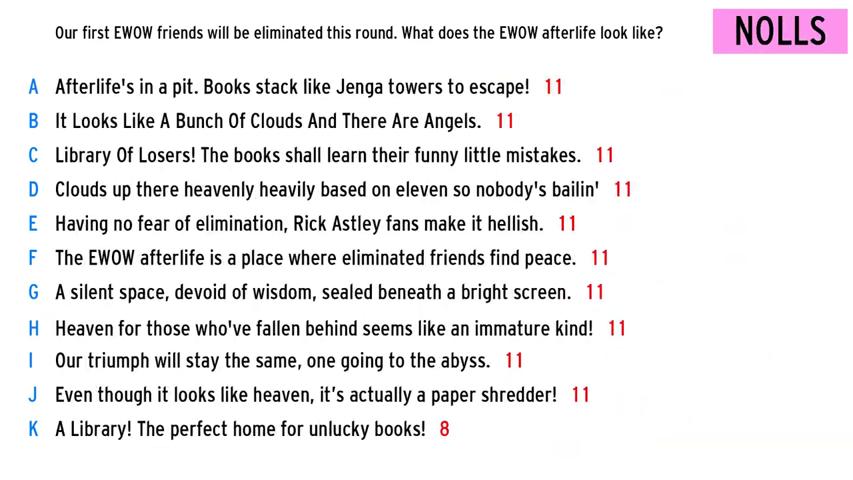 Our first EWOW friends will be eliminated this round. What does the EWOW afterlife look like?
NOLLS
A Afterlife's in a pit. Books stack like Jenga towers to escape! 11
B It Looks Like A Bunch Of Clouds And There Are Angels. 11
C Library Of Losers! The books shall learn their funny little mistakes. 11
D Clouds up there heavenly heavily based on eleven so nobody's bailin' 11
E Having no fear of elimination, Rick Astley fans make it hellish. 11
F The EWOW afterlife is a place where eliminated friends find peace. 11
G A silent space, devoid of wisdom, sealed beneath a bright screen. 11
H Heaven for those who've fallen behind seems like an immature kind! 11
I Our triumph will stay the same, one going to the abyss. 11
J Even though it looks like heaven, it’s actually a paper shredder! 11
K A Library! The perfect home for unlucky books! 8